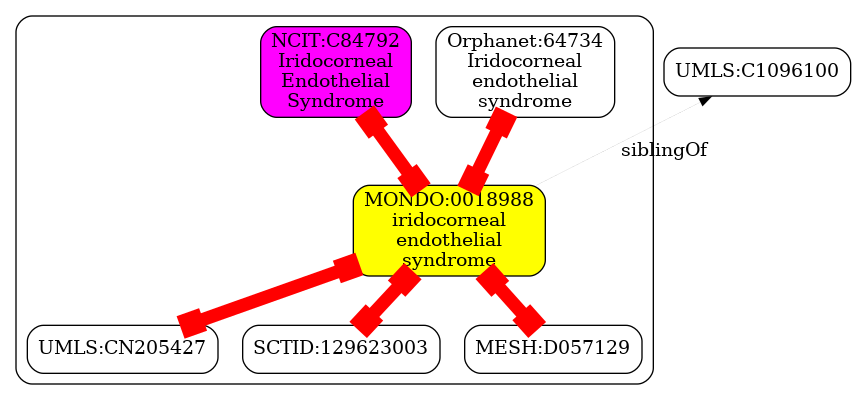 NCIT:C84792
Iridocorneal
Endothelial
Syndrome
Orphanet:64734
Iridocorneal
endothelial
syndrome
UMLS:C1096100
siblingOf
MONDO:0018988
iridocorneal
endothelial
syndrome
UMLS:CN205427
SCTID:129623003
MESH:D057129